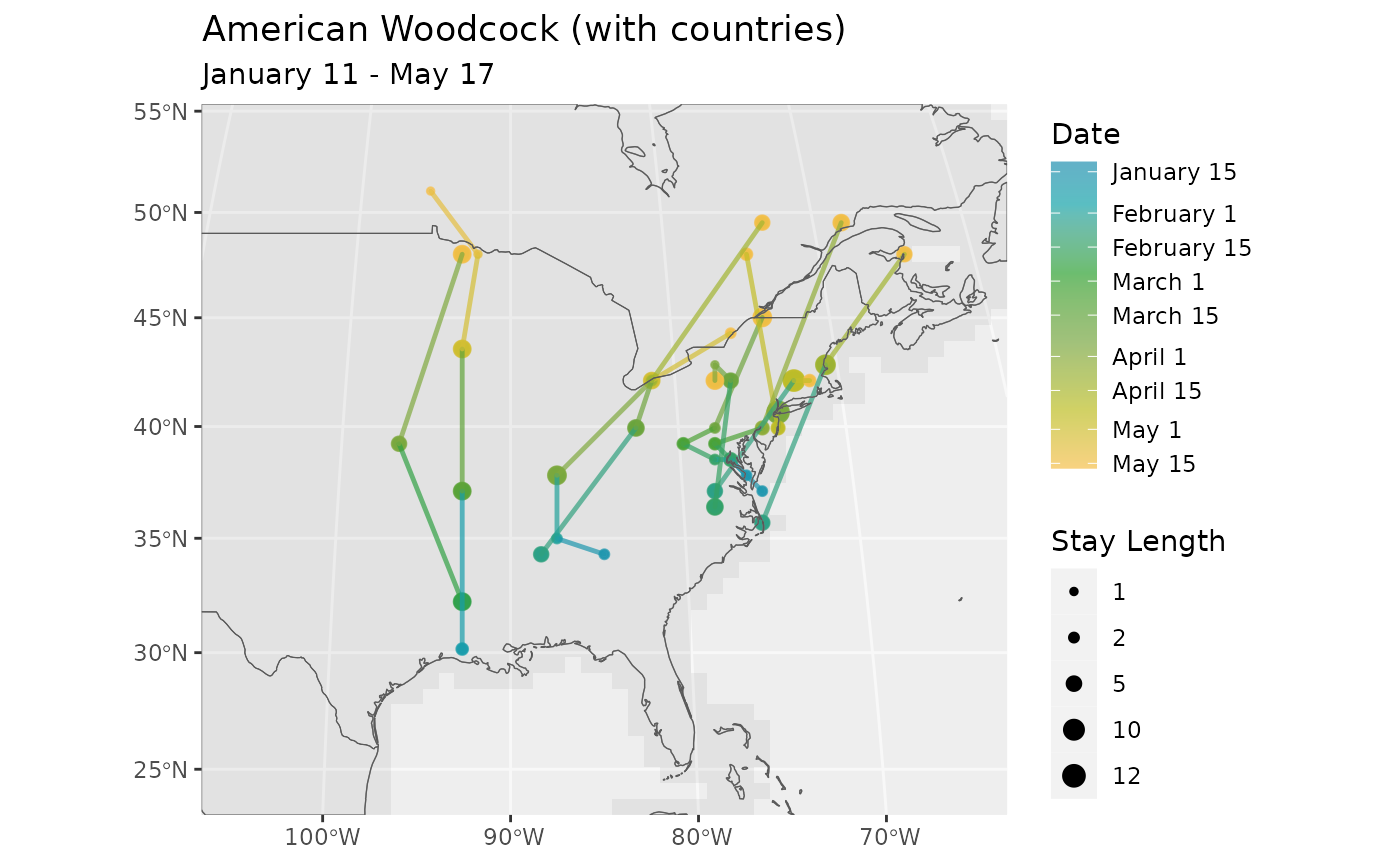 American Woodcock (with countries)
January 11 - May 17
55°N
50°N
45°N
40°N
35°N
30°N
25°N
100°W
90°W
80°W
70°W
Date
January 15
February 1
February 15
March 1
March 15
April 1
April 15
May 1
May 15
Stay Length
1
2
5
10
12